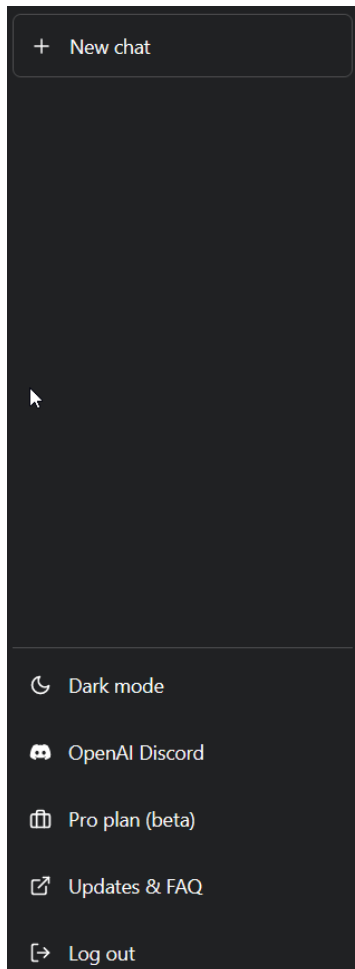 New chat
Dark mode
OpenAI Discord
Pro plan (beta)
Updates & FAQ
Log out